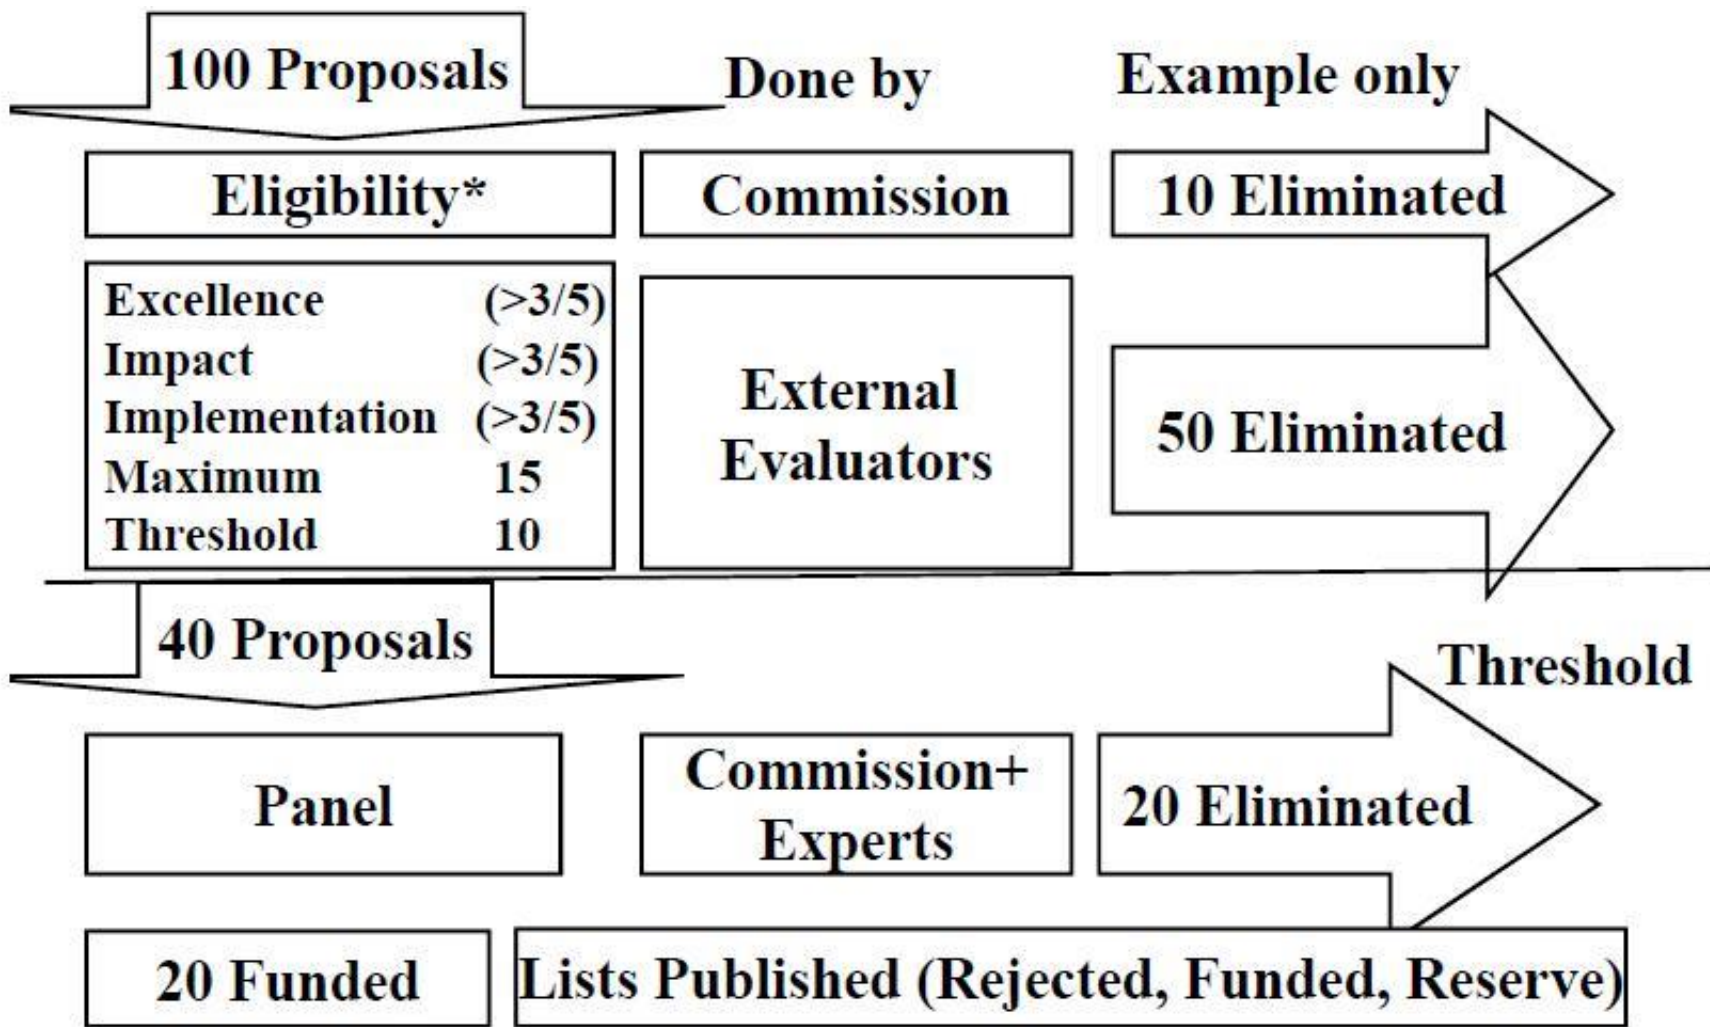 100 Proposals
Done by
Example only
Eligibility*
Commission
10 Eliminated
Excellence (>3/5)
Impact (>3/5)
Implementation (>3/5)
Maximum 15
Threshold 10
External
Evaluators
50 Eliminated
40 Proposals
Threshold
Panel
Commission+
Experts
20 Eliminated
20 Funded
Lists Published (Rejected, Funded, Reserve)